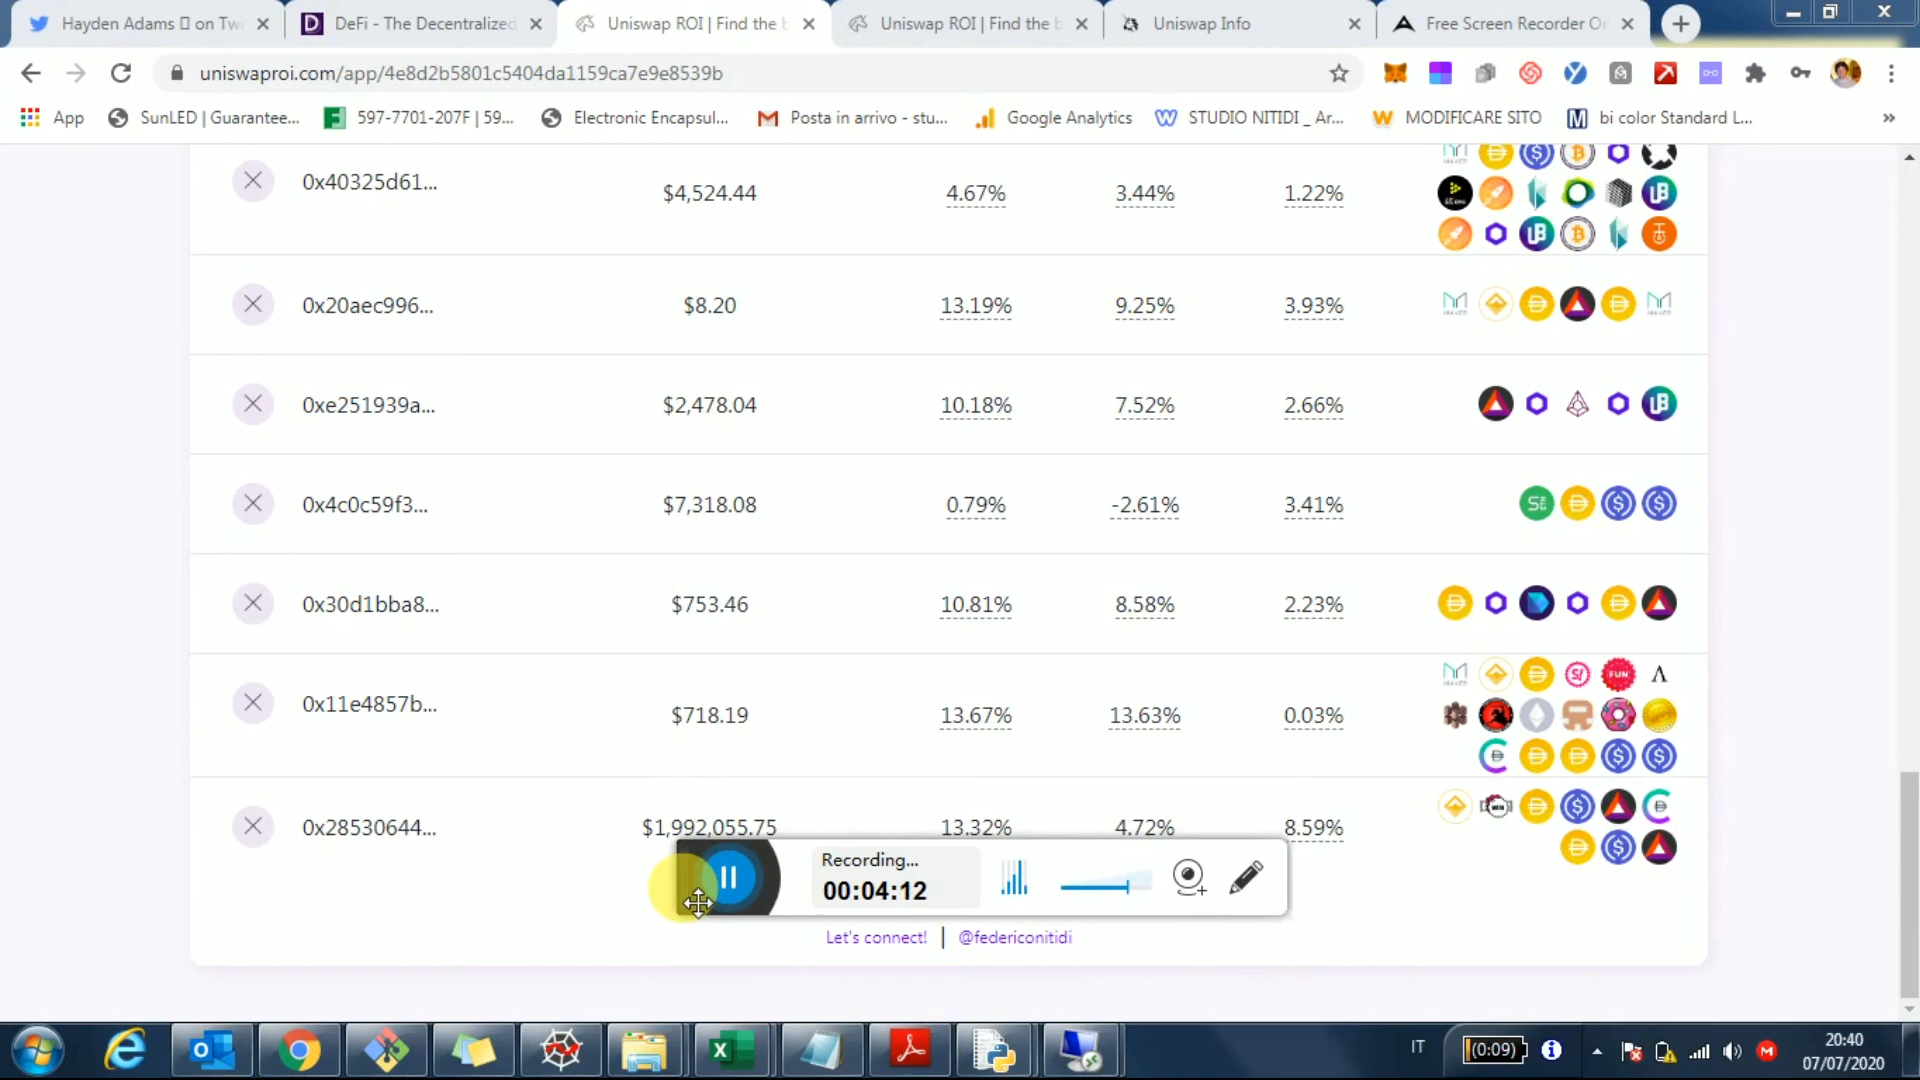 Hayden Adams on Twi
DeFi - The Decentralized
Uniswap ROI | Find the b
Uniswap ROI | Find the b
Uniswap Info
Free Screen Recorder On
uniswaproi.com/app/4e8d2b5801c5404da1159ca7e9e8539b
App
SunLED | Guarantee...
597-7701-207F | 59...
Electronic Encapsul...
Posta in arrivo - stu...
Google Analytics
STUDIO NITIDI _ Ar...
MODIFICARE SITO
bi color Standard L...
»
0x40325d61... $4,524.44 4.67% 3.44% 1.22%
0x20aec996... $8.20 13.19% 9.25% 3.93%
0xe251939a... $2,478.04 10.18% 7.52% 2.66%
0x4c0c59f3... $7,318.08 0.79% -2.61% 3.41%
0x30d1bba8... $753.46 10.81% 8.58% 2.23%
0x11e4857b... $718.19 13.67% 13.63% 0.03%
0x28530644... $1,992,055.75 13.32% 4.72% 8.59%
Recording...
00:04:12
Let's connect! | @federiconitidi
IT
(0:09)
20:40
07/07/2020